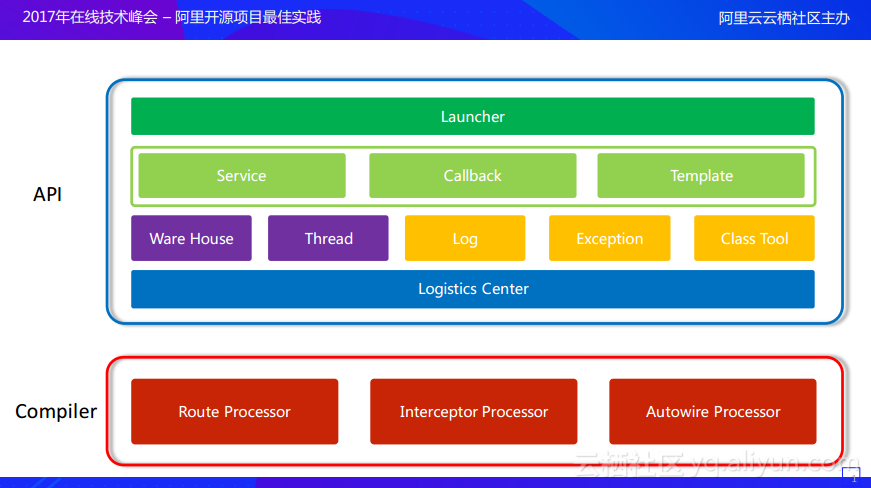 2017年在线技术峰会 – 阿里开源项目最佳实践
阿里云云栖社区主办
Launcher
Service Callback Template
API
Ware House Thread Log Exception Class Tool
Logistics Center
Compiler
Route Processor Interceptor Processor Autowire Processor
云栖社区 yq.aliyun.com
1